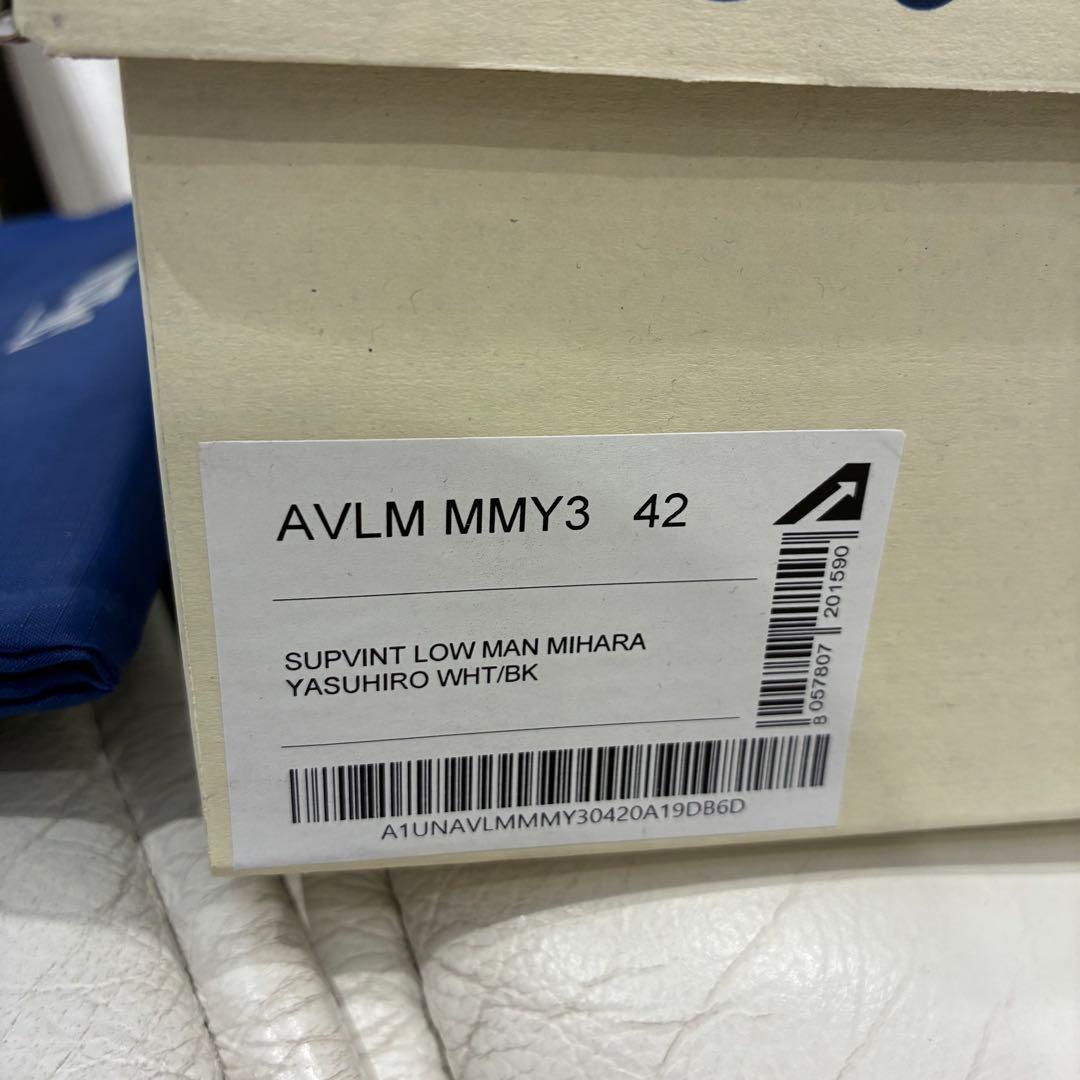 AVLM MMY3 42
SUPVINT LOW MAN MIHARA
YASUHIRO WHT/BK
8 057807 201590
A1UNAVLMMMY30420A19DB6D